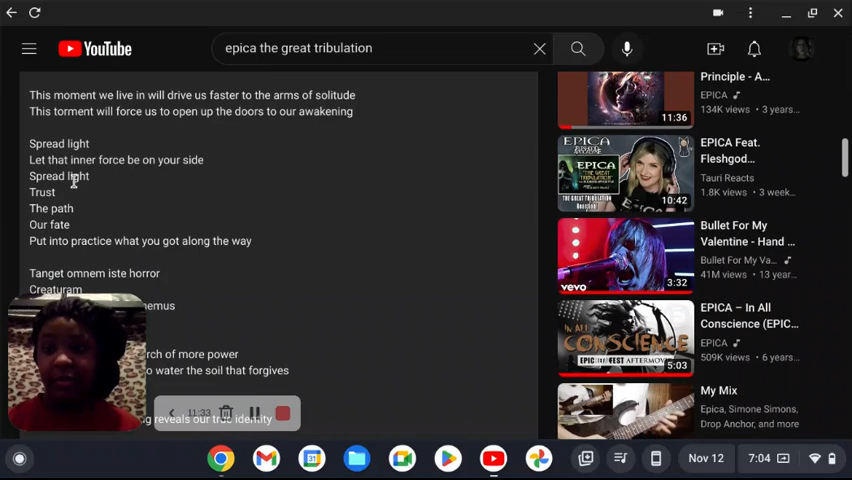 YouTube
epica the great tribulation
This moment we live in will drive us faster to the arms of solitude
This torment will force us to open up the doors to our awakening
Spread light
Let that inner force be on your side
Spread light
Trust
The path
Our fate
Put into practice what you got along the way
Tanget omnem iste horror
Creaturam
rch of more power
o water the soil that forgives
reveals our true identity
11:33
Principle - A...
EPICA
134K views • 3 years...
11:36
EPICA Feat.
Fleshgod...
Tauri Reacts
1.8K views • 3 week...
EPICA
10:42
Bullet For My
Valentine - Hand ...
Bullet For My Va...
41M views • 13 year...
vevo
3:32
EPICA – In All
Conscience (EPIC...
EPICA
509K views • 6 years...
IN ALL
CONSCIENCE
5:03
My Mix
Epica, Simone Simons,
Drop Anchor, and more
31
Nov 12
7:04